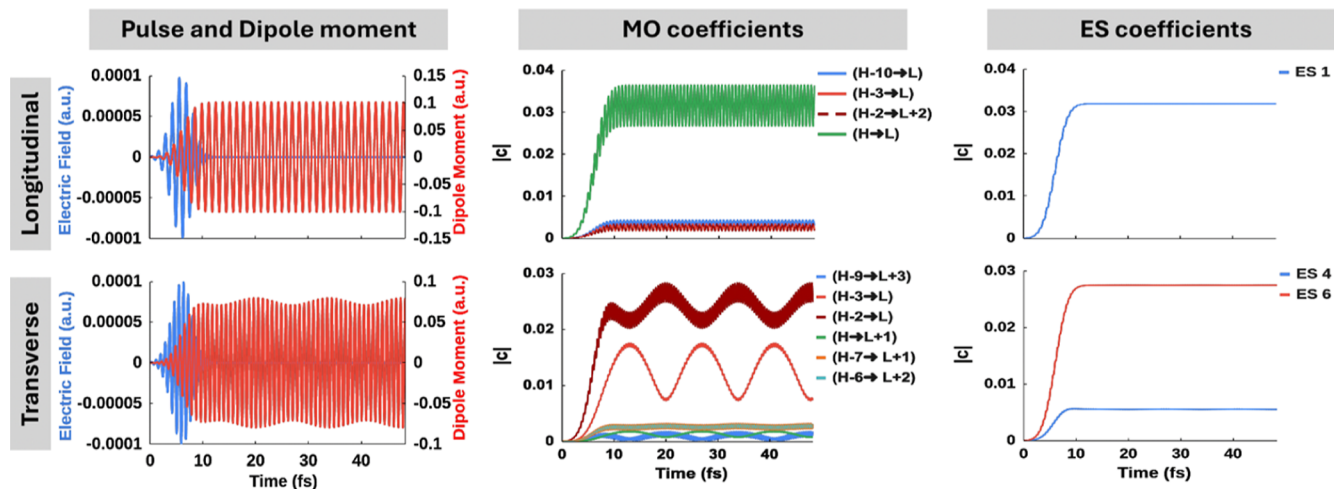 Pulse and Dipole moment
MO coefficients
ES coefficients
Longitudinal
Electric Field (a.u.)
0.0001
0.00005
0
-0.00005
-0.0001
0.15
0.1
0.05
0
-0.05
-0.1
-0.15
Dipole Moment (a.u.)
|c|
0.04
0.03
0.02
0.01
0
(H-10→L)
(H-3→L)
(H-2→L+2)
(H→L)
|c|
0.04
0.03
0.02
0.01
0
ES 1
Transverse
Electric Field (a.u.)
0.0001
0.00005
0
-0.00005
-0.0001
0.1
0.05
0
-0.05
-0.1
Dipole Moment (a.u.)
0 10 20 30 40
Time (fs)
|c|
0.03
0.02
0.01
0
(H-9→L+3)
(H-3→L)
(H-2→L)
(H→L+1)
(H-7→ L+1)
(H-6→ L+2)
0 10 20 30 40
Time (fs)
|c|
0.03
0.02
0.01
0
ES 4
ES 6
0 10 20 30 40
Time (fs)